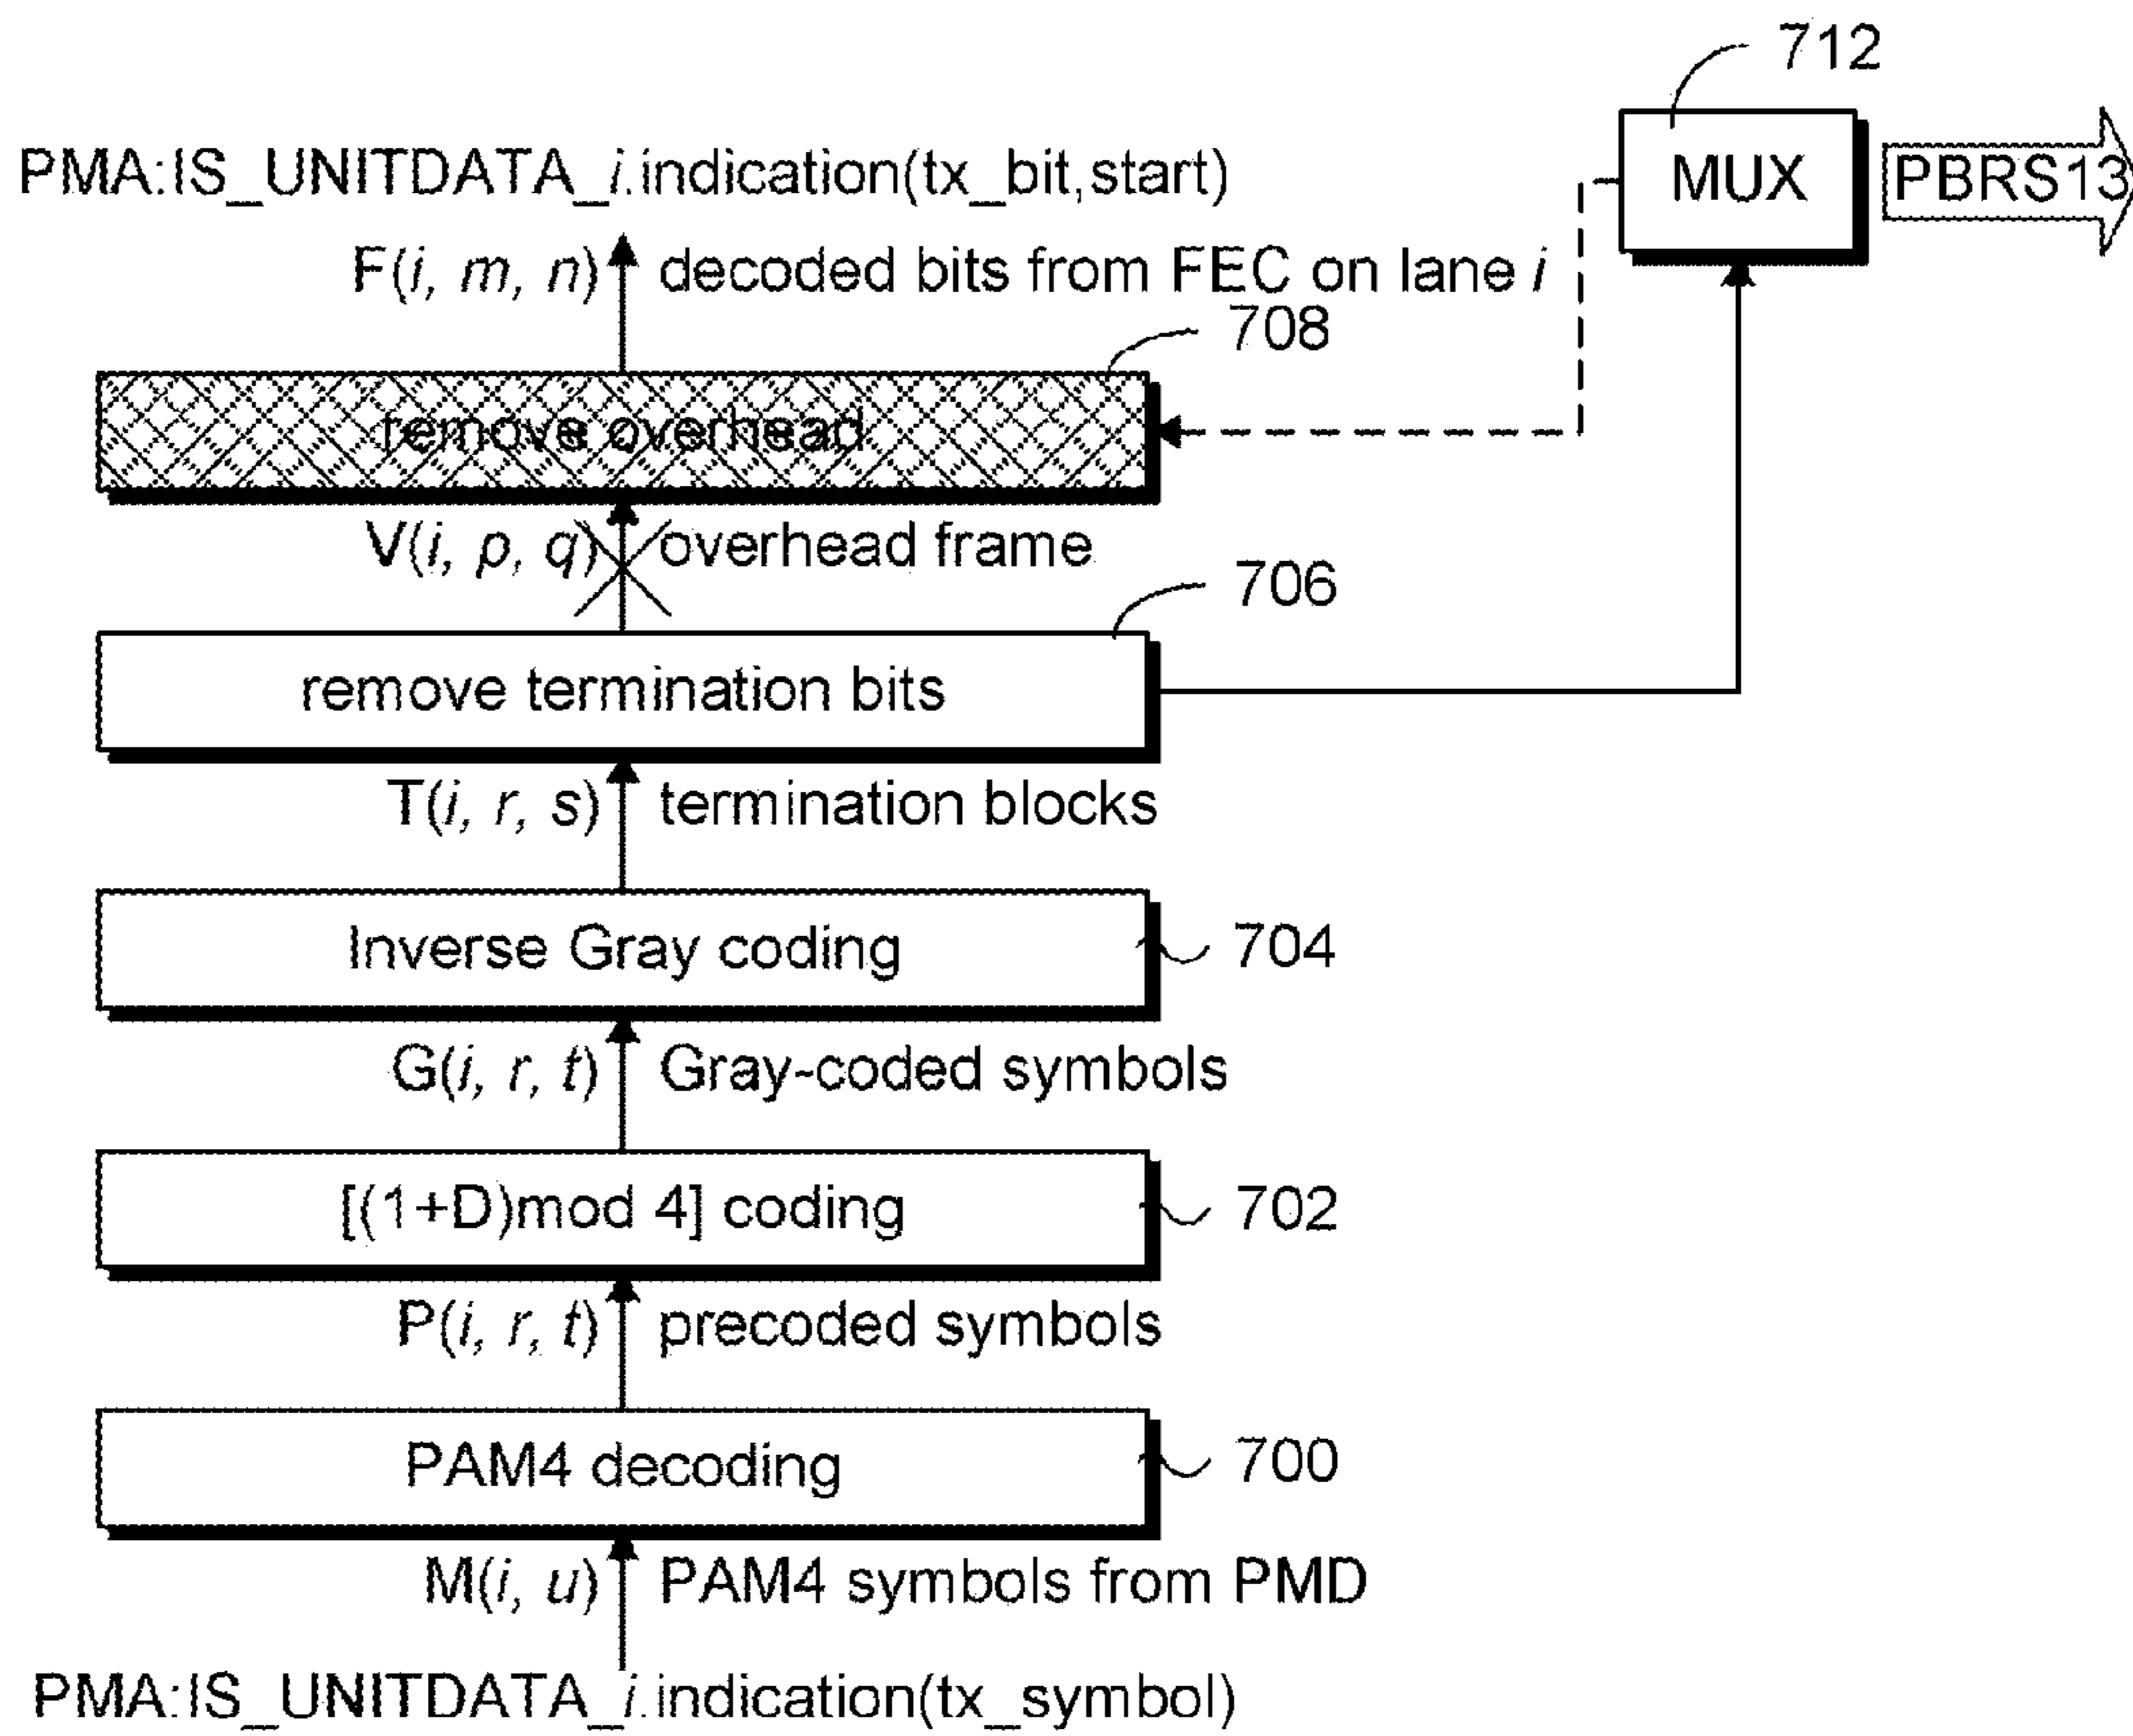 712
MUX
PBRS13
PMA:IS_UNITDATA_i.indication(tx_bit,start)
F(i, m, n) decoded bits from FEC on lane i
708
remove overhead
V(i, p, q) overhead frame
706
remove termination bits
T(i, r, s) termination blocks
Inverse Gray coding
704
G(i, r, t) Gray-coded symbols
[(1+D)mod 4] coding
702
P(i, r, t) precoded symbols
PAM4 decoding
700
M(i, u) PAM4 symbols from PMD
PMA:IS_UNITDATA_i.indication(tx_symbol)